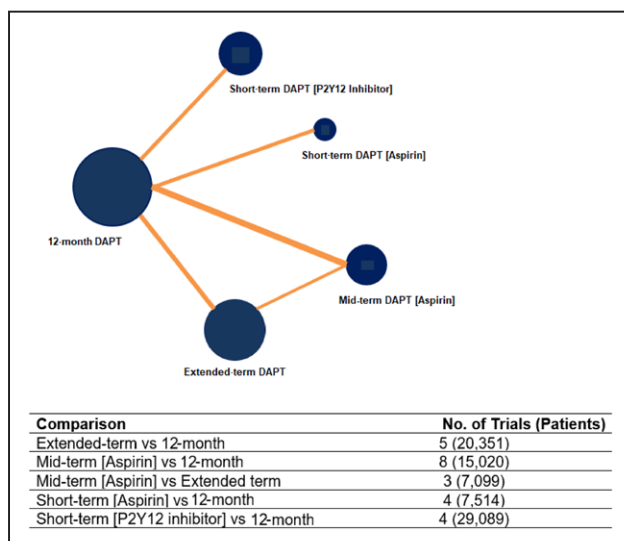 Short-term DAPT [P2Y12 Inhibitor]
Short-term DAPT [Aspirin]
12-month DAPT
Mid-term DAPT [Aspirin]
Extended-term DAPT
Comparison No. of Trials (Patients)
Extended-term vs 12-month 5 (20,351)
Mid-term [Aspirin] vs 12-month 8 (15,020)
Mid-term [Aspirin] vs Extended term 3 (7,099)
Short-term [Aspirin] vs 12-month 4 (7,514)
Short-term [P2Y12 inhibitor] vs 12-month 4 (29,089)